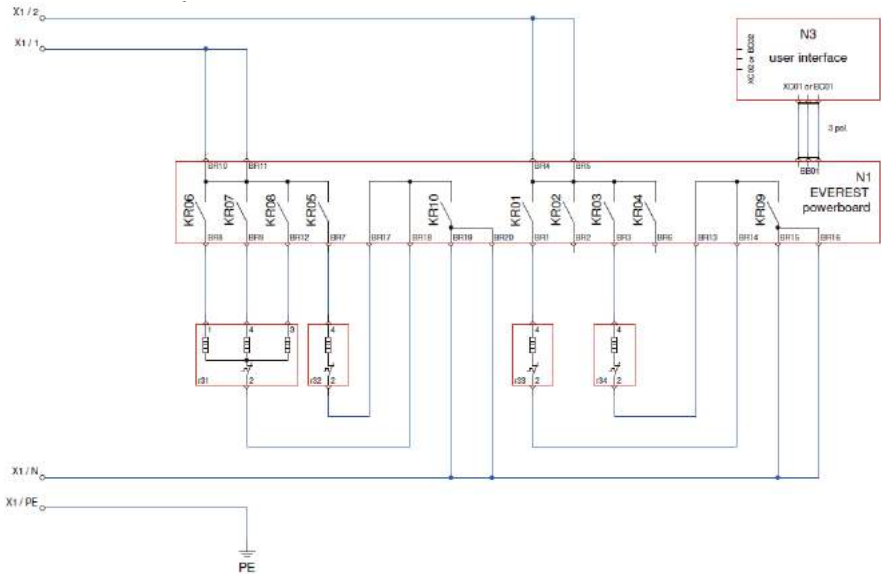 X1 / 2
X1 / 1
N3
user interface
XC02 or BC02
XC01 or BC01
3 pol.
BR10
BR11
BR4
BR5
BB01
N1
EVEREST
powerboard
KR06
KR07
KR08
KR05
KR10
KR01
KR02
KR03
KR04
KR09
BR8
BR9
BR12
BR7
BR17
BR18
BR19
BR20
BR1
BR2
BR3
BR6
BR13
BR14
BR15
BR16
1
4
3
4
4
4
r31
2
r32
2
r33
2
r34
2
X1 / N
X1 / PE
PE